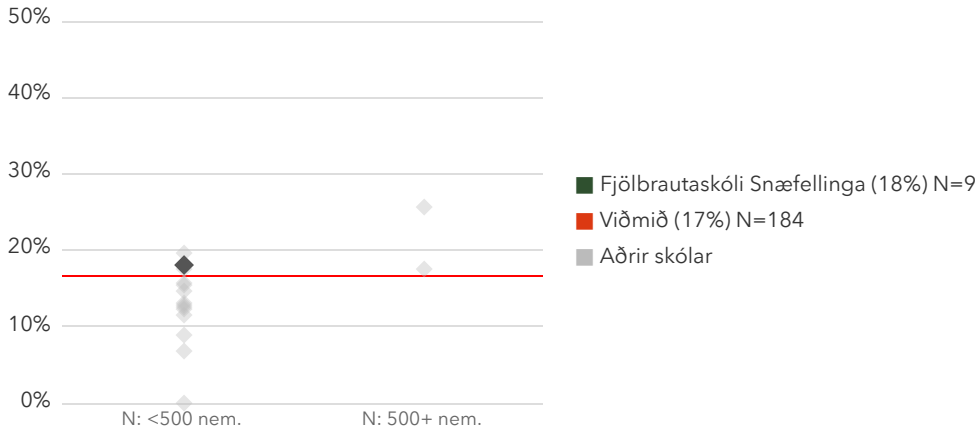 50%
40%
30%
20%
10%
0%
N: <500 nem.
N: 500+ nem.
Fjölbrautaskóli Snæfellinga (18%) N=9
Viðmið (17%) N=184
Aðrir skólar